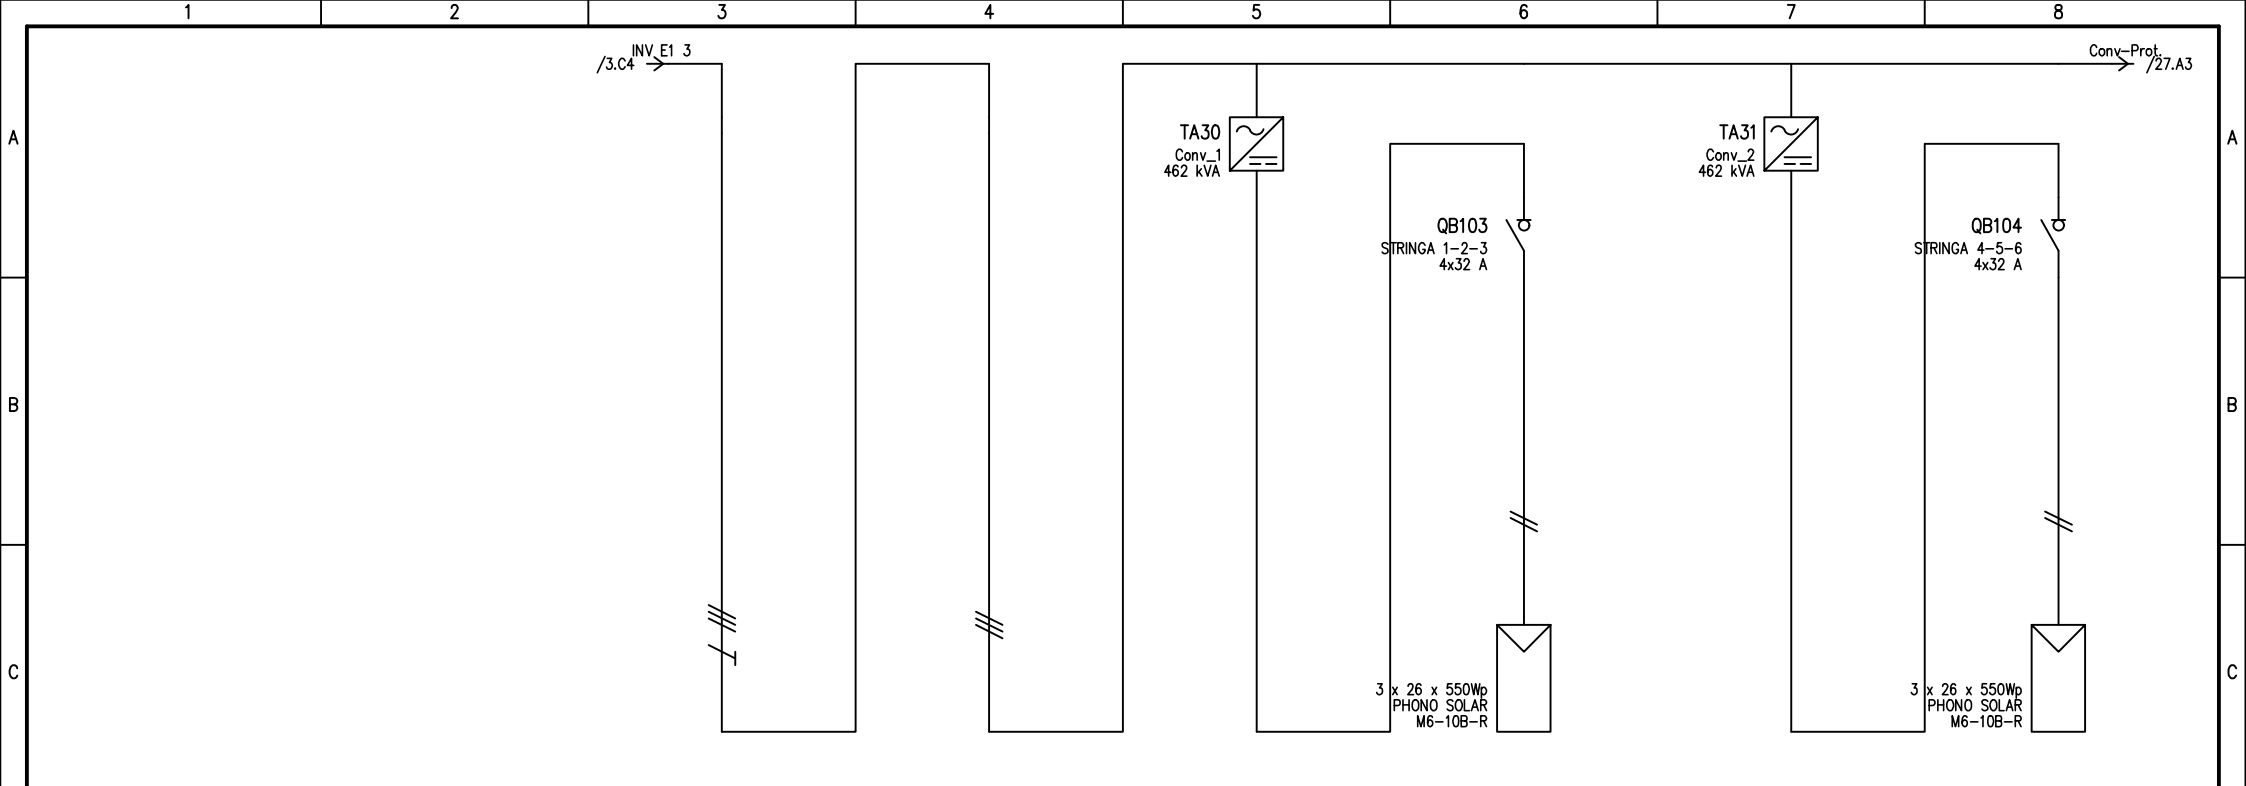 1 2 3 4 5 6 7 8
INV_E1 3
/3.C4
Conv-Prot.
/27.A3
A A
TA30
Conv_1
462 kVA
TA31
Conv_2
462 kVA
QB103
STRINGA 1-2-3
4x32 A
QB104
STRINGA 4-5-6
4x32 A
B B
C C
3 x 26 x 550Wp
PHONO SOLAR
M6-10B-R
3 x 26 x 550Wp
PHONO SOLAR
M6-10B-R